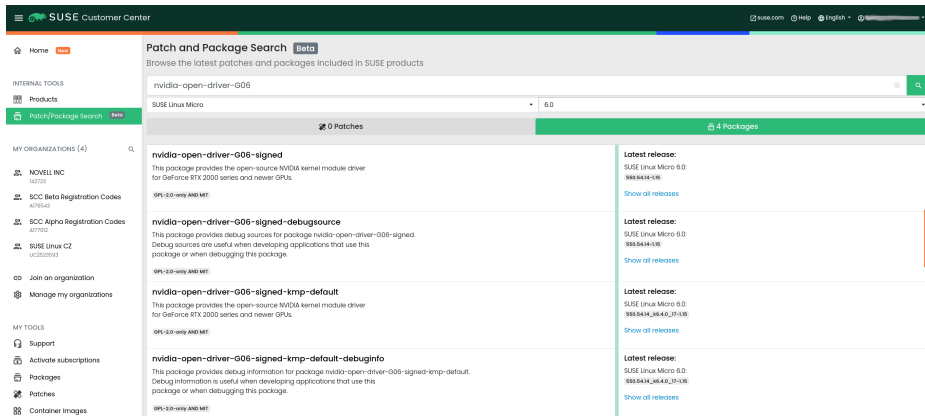 SUSE Customer Center
suse.com Help English
Home New
INTERNAL TOOLS
Products
Patch/Package Search Beta
MY ORGANIZATIONS (4)
NOVELL INC
142723
SCC Beta Registration Codes
A176543
SCC Alpha Registration Codes
A177012
SUSE Linux CZ
UC2523593
Join an organization
Manage my organizations
MY TOOLS
Support
Activate subscriptions
Packages
Patches
Container Images
Patch and Package Search Beta
Browse the latest patches and packages included in SUSE products
nvidia-open-driver-G06
SUSE Linux Micro
6.0
0 Patches
4 Packages
nvidia-open-driver-G06-signed
This package provides the open-source NVIDIA kernel module driver
for GeForce RTX 2000 series and newer GPUs.
GPL-2.0-only AND MIT
Latest release:
SUSE Linux Micro 6.0:
550.54.14-1.15
Show all releases
nvidia-open-driver-G06-signed-debugsource
This package provides debug sources for package nvidia-open-driver-G06-signed.
Debug sources are useful when developing applications that use this
package or when debugging this package.
GPL-2.0-only AND MIT
Latest release:
SUSE Linux Micro 6.0:
550.54.14-1.15
Show all releases
nvidia-open-driver-G06-signed-kmp-default
This package provides the open-source NVIDIA kernel module driver
for GeForce RTX 2000 series and newer GPUs.
GPL-2.0-only AND MIT
Latest release:
SUSE Linux Micro 6.0:
550.54.14_k6.4.0_17-1.15
Show all releases
nvidia-open-driver-G06-signed-kmp-default-debuginfo
This package provides debug information for package nvidia-open-driver-G06-signed-kmp-default.
Debug information is useful when developing applications that use this
package or when debugging this package.
GPL-2.0-only AND MIT
Latest release:
SUSE Linux Micro 6.0:
550.54.14_k6.4.0_17-1.15
Show all releases